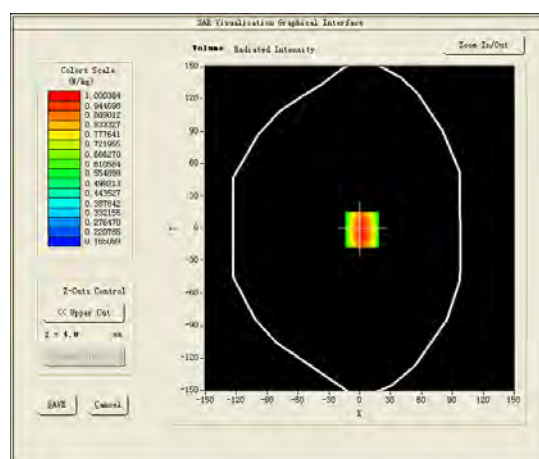 SAR Visualisation Graphical Interface
Volume Radiated Intensity
Zoom In/Out
Colors Scale
(W/kg)
1.000384
0.944698
0.889012
0.833327
0.777641
0.721955
0.666270
0.610584
0.554899
0.499213
0.443527
0.387842
0.332156
0.276470
0.220785
0.165099
150
120
90
60
30
0
-30
-60
-90
-120
-150
-150 -120 -90 -60 -30 0 30 60 90 120 150
X
Z-Cuts Control
<< Upper Cut
Z = 4.0 mm
SAVE
Cancel